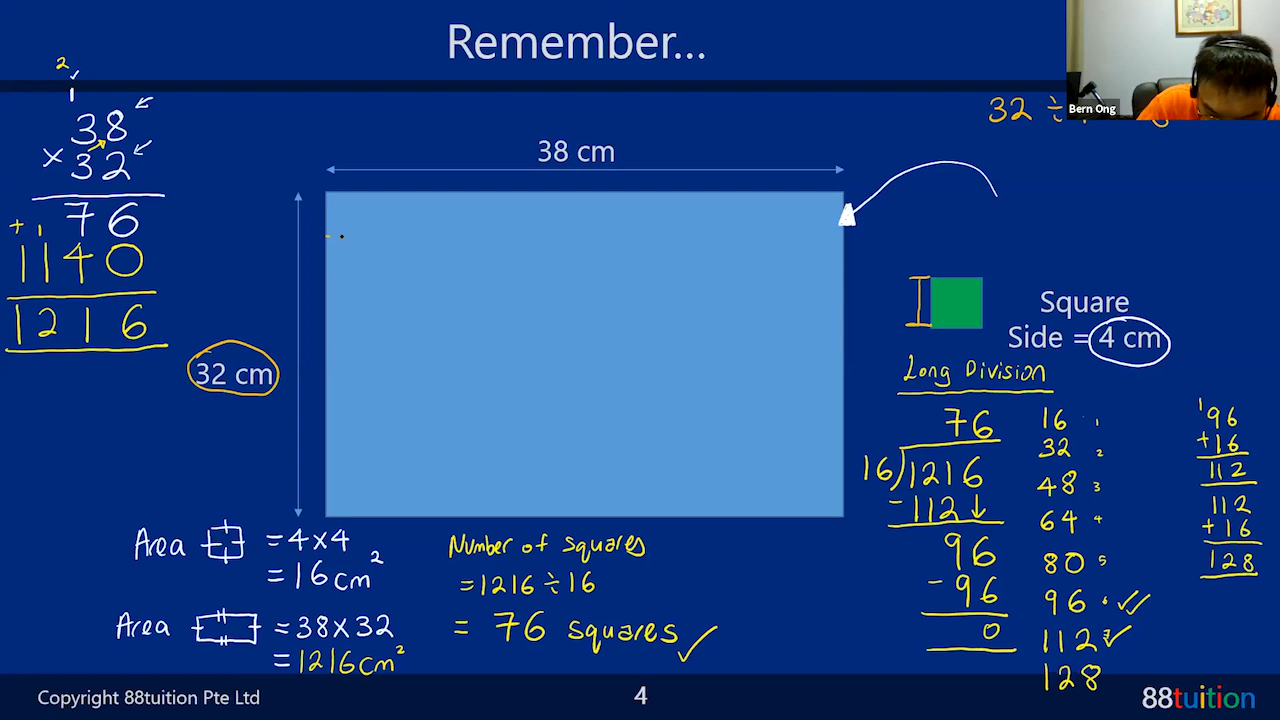 Remember...
Bern Ong
32 ÷
2
1
38
× 32
76
+ 1
1140
1216
38 cm
32 cm
Square
Side = 4 cm
Long Division
76
16)1216
-112↓
96
-96
0
16 1
32 2
48 3
64 4
80 5
96 6 ✓✓
112 7 ✓
128
1
96
+16
112
112
+16
128
Area = 4×4
= 16 cm²
Area = 38×32
= 1216 cm²
Number of squares
= 1216 ÷ 16
= 76 squares ✓
Copyright 88tuition Pte Ltd
4
88tuition